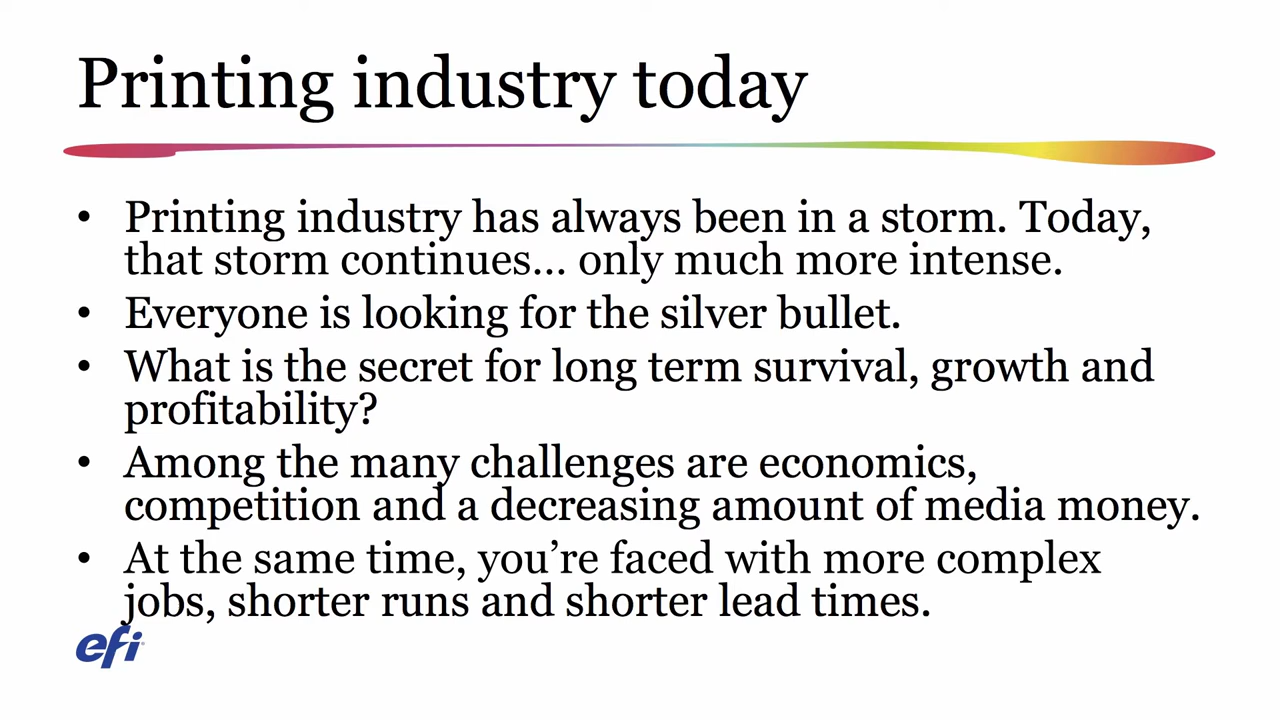 Printing industry today
• Printing industry has always been in a storm. Today,
that storm continues... only much more intense.
• Everyone is looking for the silver bullet.
• What is the secret for long term survival, growth and
profitability?
• Among the many challenges are economics,
competition and a decreasing amount of media money.
• At the same time, you’re faced with more complex
jobs, shorter runs and shorter lead times.
efi